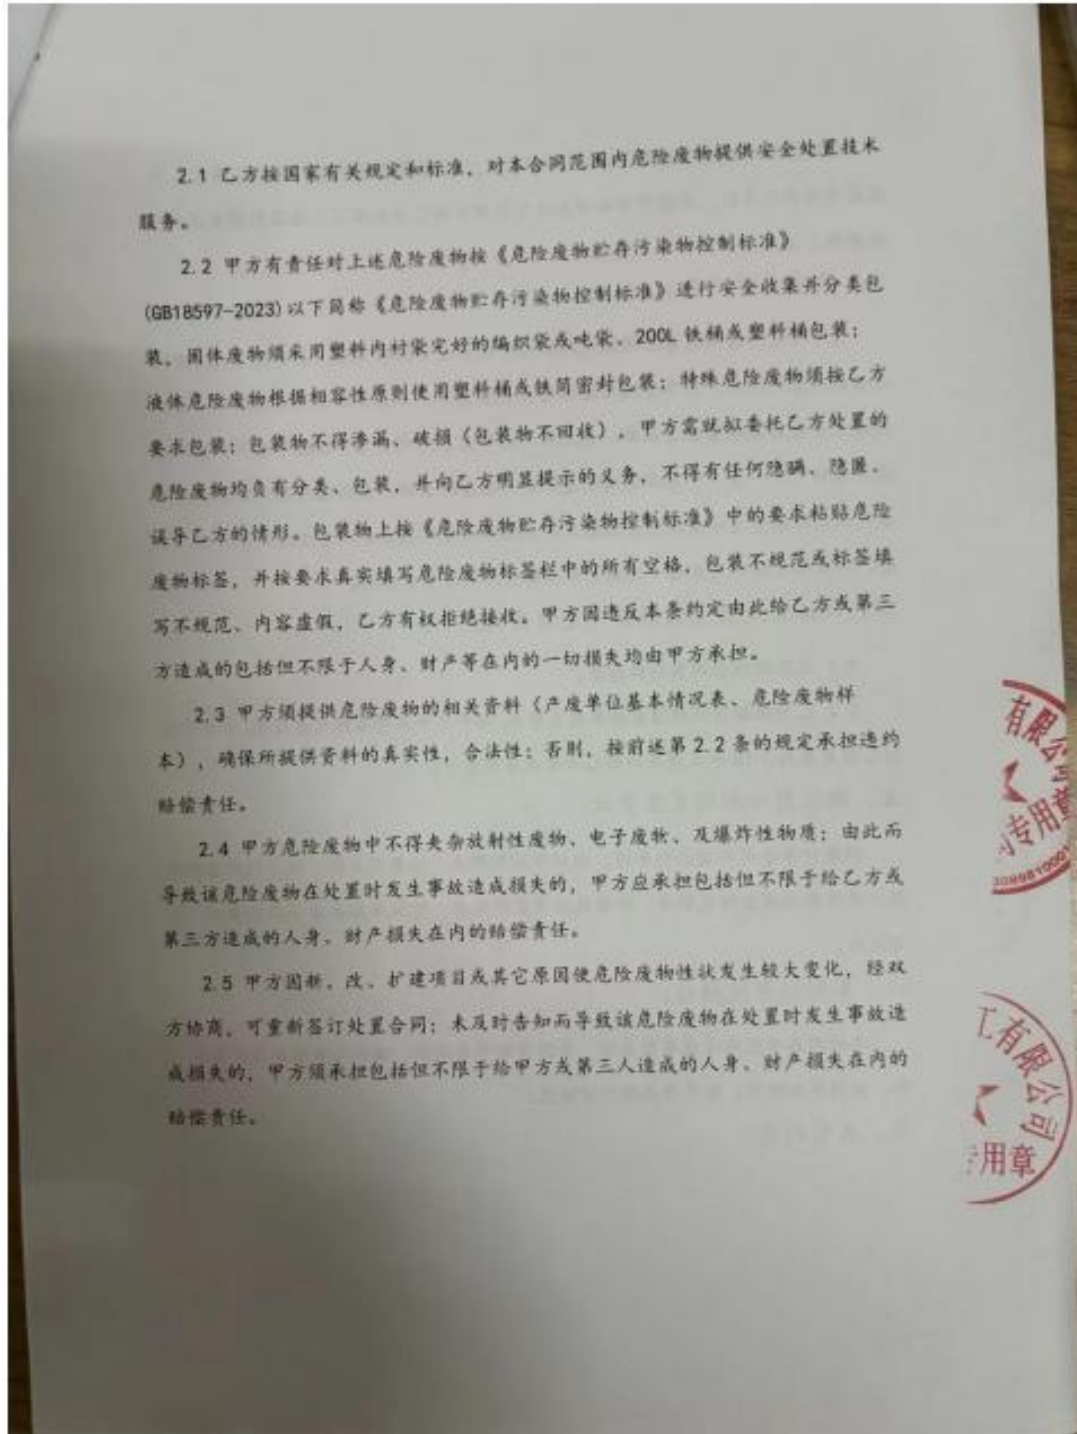 2.1 乙方按国家有关规定和标准，对本合同范围内危险废物提供安全处置技术
服务。
2.2 甲方有责任对上述危险废物按《危险废物贮存污染物控制标准》
(GB18597-2023)以下简称《危险废物贮存污染物控制标准》进行安全收集并分类包
装，固体废物须采用塑料内村袋完好的编织袋或吨袋、200L 铁桶或塑料桶包装；
液体危险废物根据相容性原则使用塑料桶或铁筒密封包装；特殊危险废物须按乙方
要求包装；包装物不得渗漏、破损（包装物不回收），甲方需就拟委托乙方处置的
危险废物均负有分类、包装，并向乙方明显提示的义务，不得有任何隐瞒、隐匿、
误导乙方的情形。包装物上按《危险废物贮存污染物控制标准》中的要求粘贴危险
废物标签，并按要求真实填写危险废物标签栏中的所有空格，包装不规范或标签填
写不规范、内容虚假，乙方有权拒绝接收。甲方因违反本条约定由此给乙方或第三
方造成的包括但不限于人身、财产等在内的一切损失均由甲方承担。
2.3 甲方须提供危险废物的相关资料（产废单位基本情况表、危险废物样
本），确保所提供资料的真实性，合法性；否则，按前述第 2.2 条的规定承担违约
赔偿责任。
2.4 甲方危险废物中不得夹杂放射性废物、电子废物、及爆炸性物质；由此而
导致该危险废物在处置时发生事故造成损失的，甲方应承担包括但不限于给乙方或
第三方造成的人身、财产损失在内的赔偿责任。
2.5 甲方因新、改、扩建项目或其它原因使危险废物性状发生较大变化，经双
方协商，可重新签订处置合同；未及时告知而导致该危险废物在处置时发生事故造
成损失的，甲方须承担包括但不限于给甲方或第三人造成的人身、财产损失在内的
赔偿责任。
有限公司
专用章
工有限公司
用章